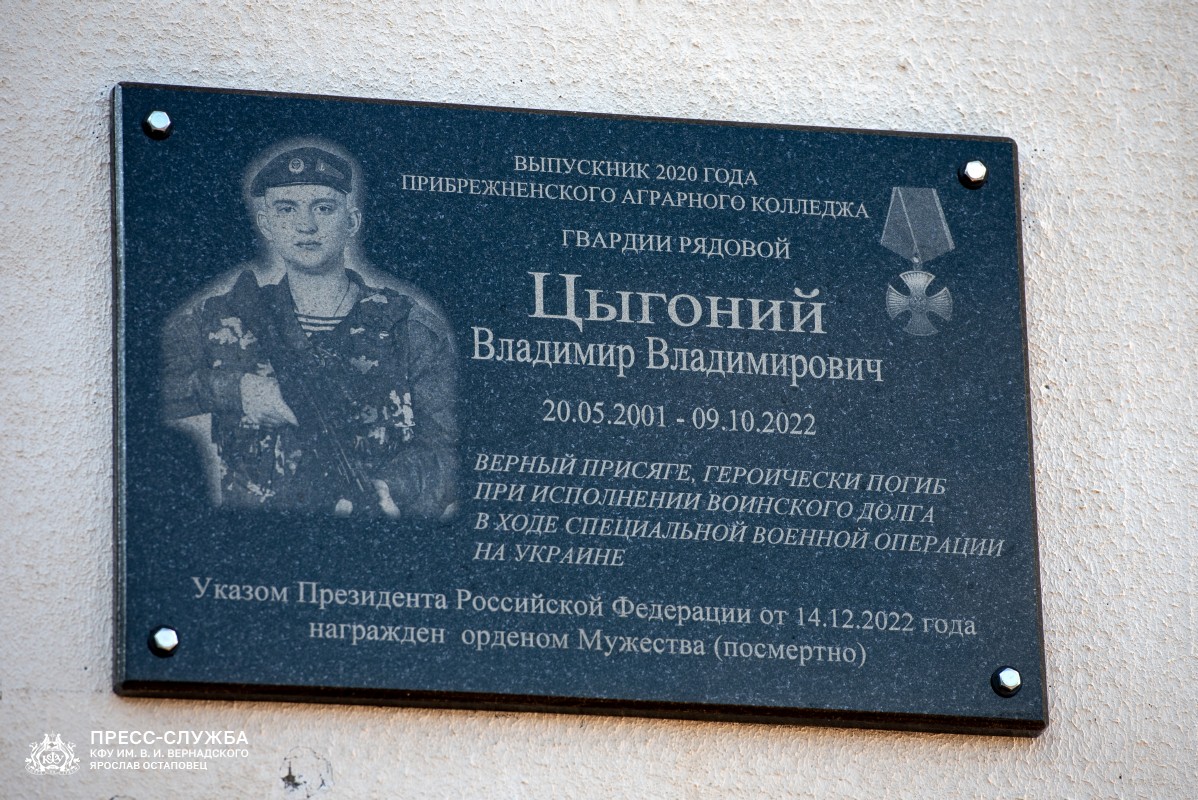 ВЫПУСКНИК 2020 ГОДА
ПРИБРЕЖНЕНСКОГО АГРАРНОГО КОЛЛЕДЖА
ГВАРДИИ РЯДОВОЙ
Цыгоний
Владимир Владимирович
20.05.2001 - 09.10.2022
ВЕРНЫЙ ПРИСЯГЕ, ГЕРОИЧЕСКИ ПОГИБ
ПРИ ИСПОЛНЕНИИ ВОИНСКОГО ДОЛГА
В ХОДЕ СПЕЦИАЛЬНОЙ ВОЕННОЙ ОПЕРАЦИИ
НА УКРАИНЕ
Указом Президента Российской Федерации от 14.12.2022 года
награжден орденом Мужества (посмертно)
ПРЕСС-СЛУЖБА
КФУ ИМ. В. И. ВЕРНАДСКОГО
ЯРОСЛАВ ОСТАПОВЕЦ
КФУ